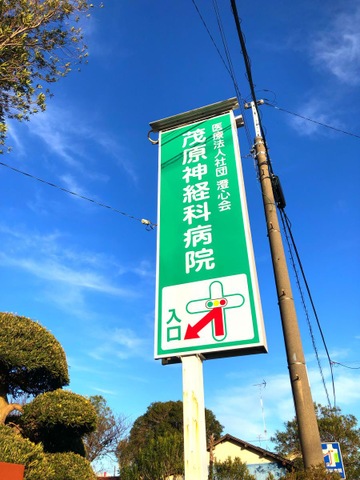 医療法人社団 澄心会
茂原神経科病院
入口